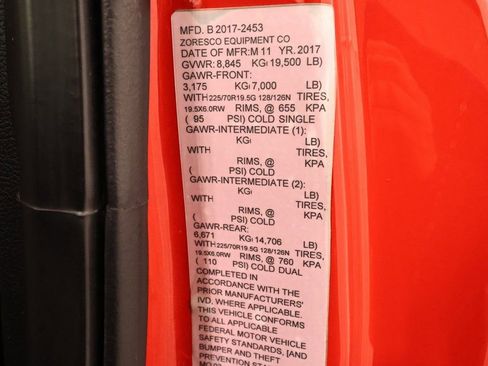 MFD. B 2017-2453
ZORESCO EQUIPMENT CO
DATE OF MFR: M 11 YR. 2017
GVWR: 8,845 KG( 19,500 LB)
GAWR-FRONT:
3,175 KG( 7,000 LB)
WITH 225/70R19.5G 128/126N TIRES,
19.5X6.0RW RIMS, @ 655 KPA
( 95 PSI) COLD SINGLE
GAWR-INTERMEDIATE (1):
KG( LB)
WITH TIRES,
RIMS, @ KPA
( PSI) COLD
GAWR-INTERMEDIATE (2):
KG( LB)
WITH TIRES,
RIMS, @ KPA
( PSI) COLD
GAWR-REAR:
6,671 KG( 14,706 LB)
WITH 225/70R19.5G 128/126N TIRES,
19.5X6.0RW RIMS, @ 760 KPA
( 110 PSI) COLD DUAL
COMPLETED IN
ACCORDANCE WITH THE
PRIOR MANUFACTURERS'
IVD, WHERE APPLICABLE.
THIS VEHICLE CONFORMS
TO ALL APPLICABLE
FEDERAL MOTOR VEHICLE
SAFETY STANDARDS, [AND
BUMPER AND THEFT
PREVENTION STAN